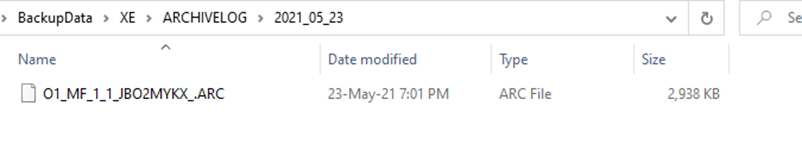 BackupData > XE > ARCHIVELOG > 2021_05_23 Se
Name Date modified Type Size
O1_MF_1_1_JBO2MYKX_.ARC 23-May-21 7:01 PM ARC File 2,938 KB